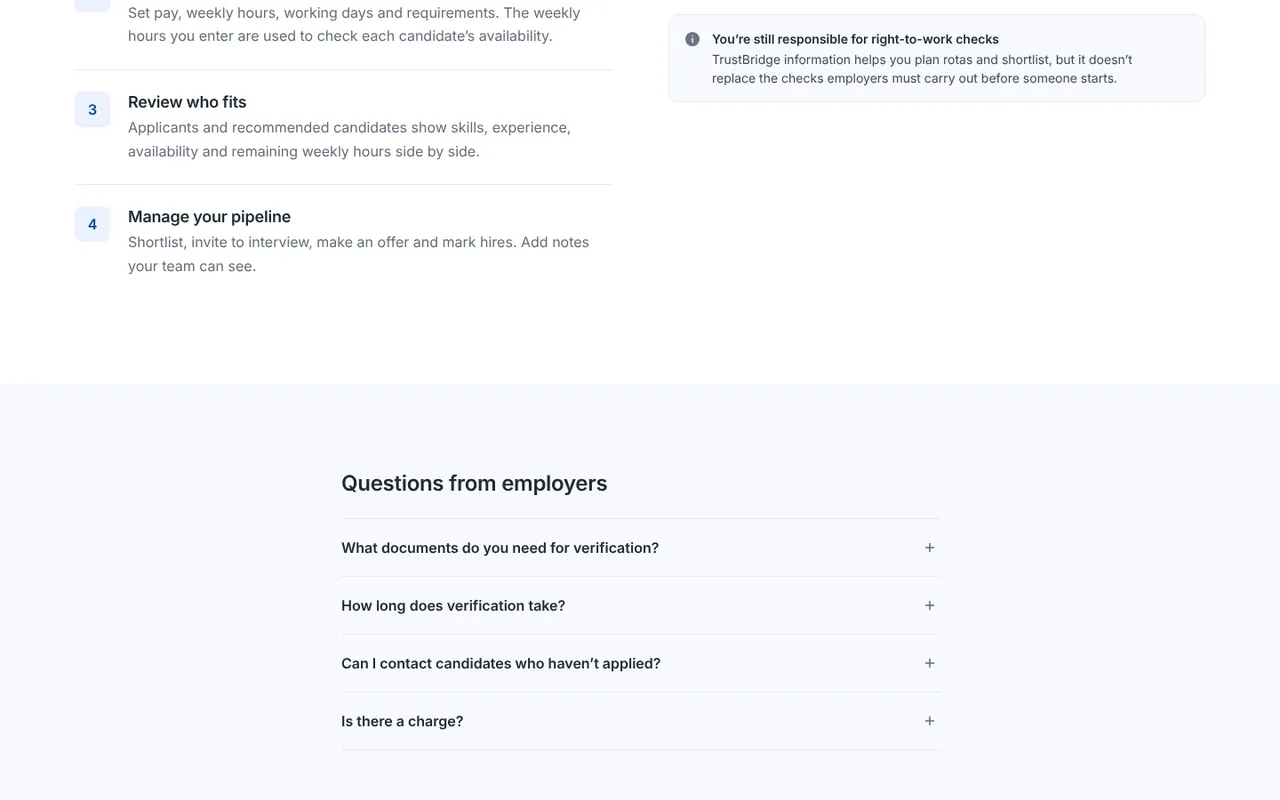 Set pay, weekly hours, working days and requirements. The weekly
hours you enter are used to check each candidate’s availability.
3
Review who fits
Applicants and recommended candidates show skills, experience,
availability and remaining weekly hours side by side.
4
Manage your pipeline
Shortlist, invite to interview, make an offer and mark hires. Add notes
your team can see.
You’re still responsible for right-to-work checks
TrustBridge information helps you plan rotas and shortlist, but it doesn’t
replace the checks employers must carry out before someone starts.
Questions from employers
What documents do you need for verification?
+
How long does verification take?
+
Can I contact candidates who haven’t applied?
+
Is there a charge?
+